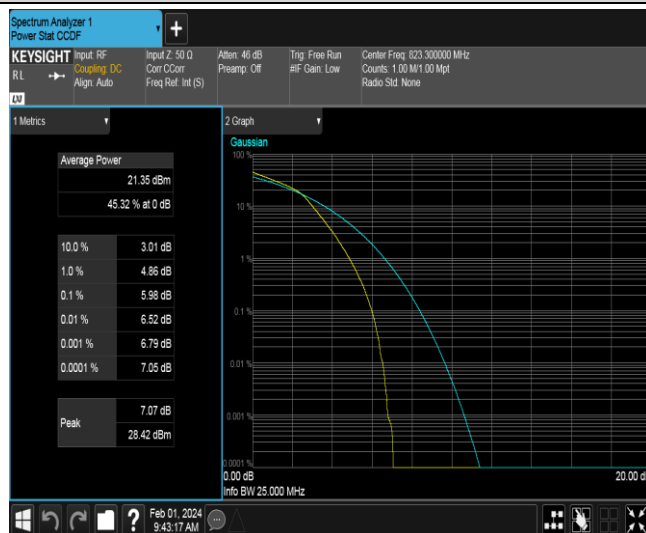 Spectrum Analyzer 1
Power Stat CCDF
+
KEYSIGHT
RL
LXI
Input: RF
Coupling: DC
Align: Auto
Input Z: 50 Ω
Corr CCorr
Freq Ref: Int (S)
Atten: 46 dB
Preamp: Off
Trig: Free Run
#IF Gain: Low
Center Freq: 823.300000 MHz
Counts: 1.00 M/1.00 Mpt
Radio Std: None
1 Metrics
Average Power
21.35 dBm
45.32 % at 0 dB
10.0 % 3.01 dB
1.0 % 4.86 dB
0.1 % 5.98 dB
0.01 % 6.52 dB
0.001 % 6.79 dB
0.0001 % 7.05 dB
Peak
7.07 dB
28.42 dBm
2 Graph
Gaussian
100 %
10 %
1 %
0.1 %
0.01 %
0.001 %
0.0001 %
0.00 dB
20.00 d
Info BW 25.000 MHz
?
Feb 01, 2024
9:43:17 AM